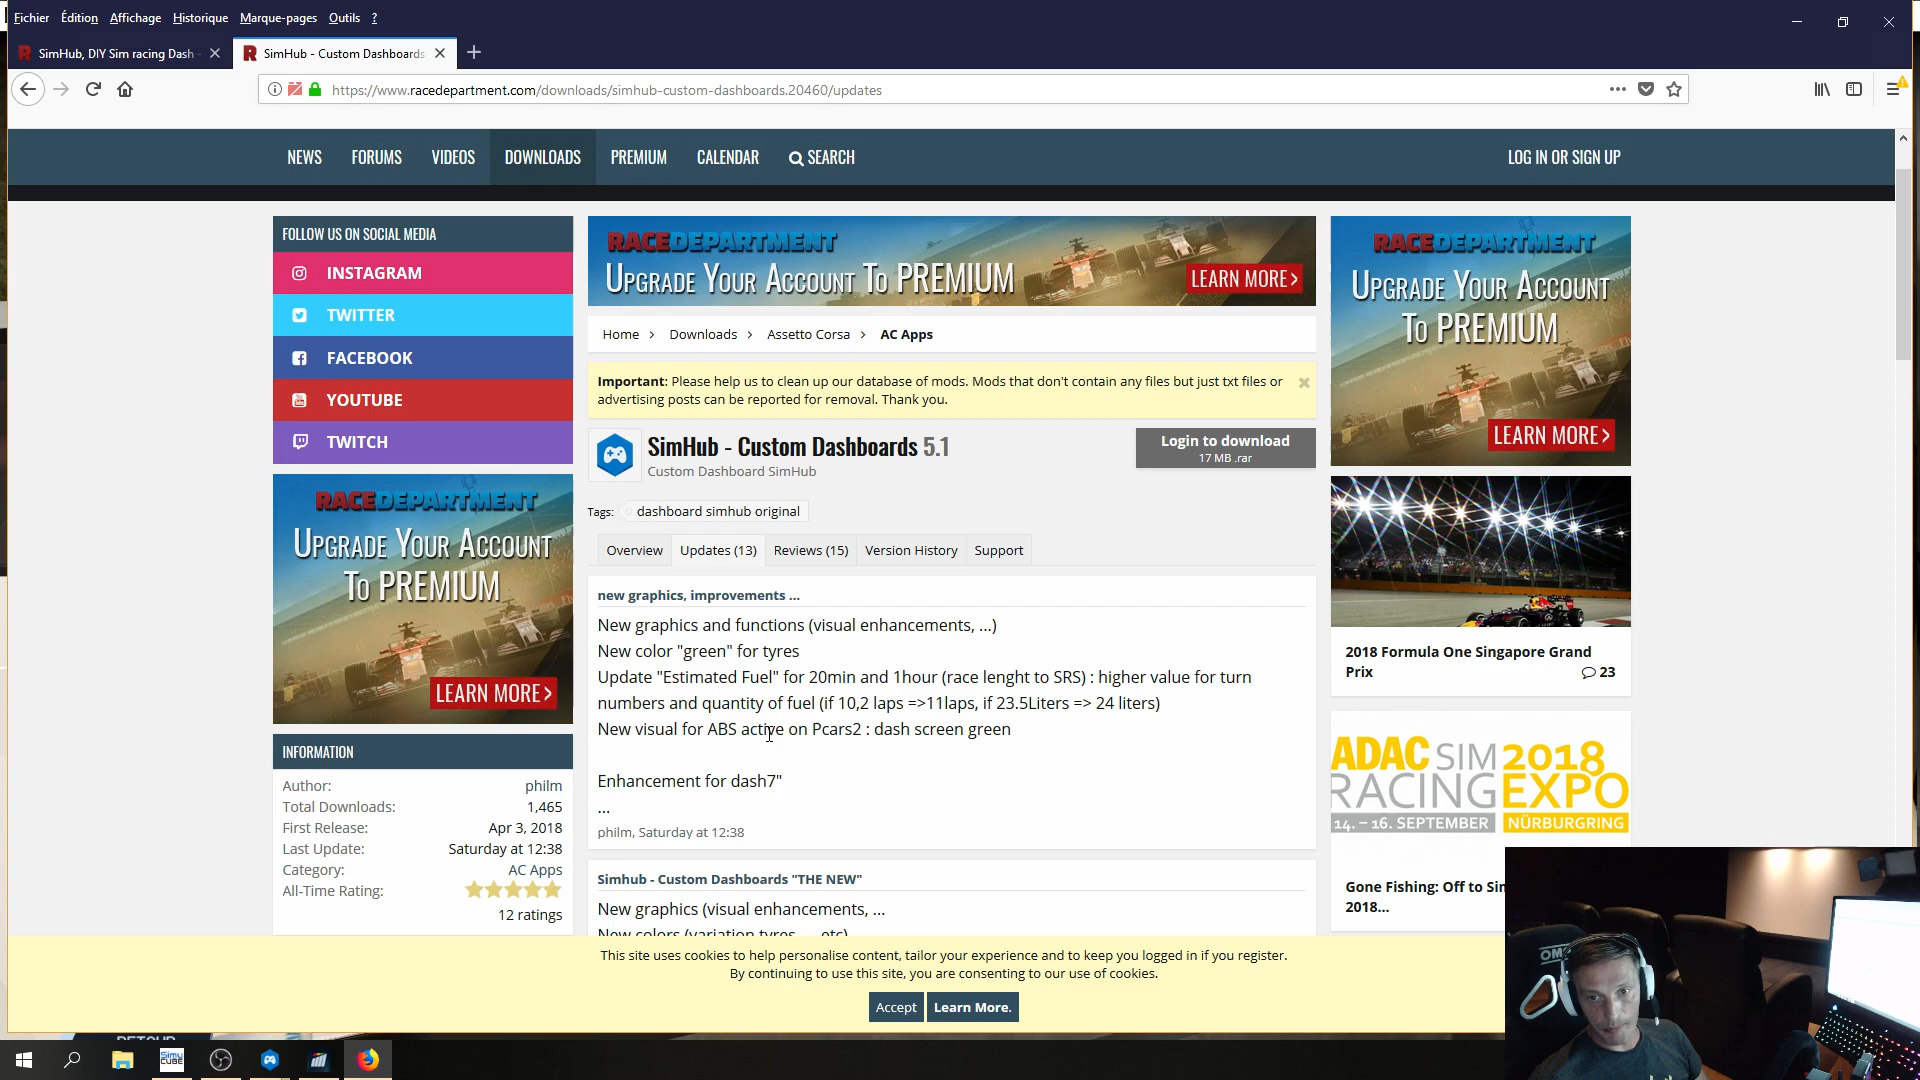 Fichier Édition Affichage Historique Marque-pages Outils ?
SimHub, DIY Sim racing Dash -
SimHub - Custom Dashboards
https://www.racedepartment.com/downloads/simhub-custom-dashboards.20460/updates
NEWS FORUMS VIDEOS DOWNLOADS PREMIUM CALENDAR SEARCH
LOG IN OR SIGN UP
FOLLOW US ON SOCIAL MEDIA
INSTAGRAM
TWITTER
FACEBOOK
YOUTUBE
TWITCH
RACEDEPARTMENT
UPGRADE YOUR ACCOUNT
TO PREMIUM
LEARN MORE >
INFORMATION
Author: philm
Total Downloads: 1,465
First Release: Apr 3, 2018
Last Update: Saturday at 12:38
Category: AC Apps
All-Time Rating:
12 ratings
RACEDEPARTMENT
UPGRADE YOUR ACCOUNT TO PREMIUM
LEARN MORE >
Home > Downloads > Assetto Corsa > AC Apps
Important: Please help us to clean up our database of mods. Mods that don't contain any files but just txt files or
advertising posts can be reported for removal. Thank you.
SimHub - Custom Dashboards 5.1
Custom Dashboard SimHub
Login to download
17 MB .rar
Tags: dashboard simhub original
Overview Updates (13) Reviews (15) Version History Support
new graphics, improvements ...
New graphics and functions (visual enhancements, ...)
New color "green" for tyres
Update "Estimated Fuel" for 20min and 1hour (race lenght to SRS) : higher value for turn
numbers and quantity of fuel (if 10,2 laps =>11laps, if 23.5Liters => 24 liters)
New visual for ABS active on Pcars2 : dash screen green
Enhancement for dash7"
...
philm, Saturday at 12:38
Simhub - Custom Dashboards "THE NEW"
New graphics (visual enhancements, ...
New colors (variation tyres, ... etc)
RACEDEPARTMENT
UPGRADE YOUR ACCOUNT
TO PREMIUM
LEARN MORE >
2018 Formula One Singapore Grand
Prix
23
ADAC SIM 2018
RACING EXPO
14. – 16. SEPTEMBER NÜRBURGRING
Gone Fishing: Off to
2018...
This site uses cookies to help personalise content, tailor your experience and to keep you logged in if you register.
By continuing to use this site, you are consenting to our use of cookies.
Accept Learn More.
SIMU
CUBE